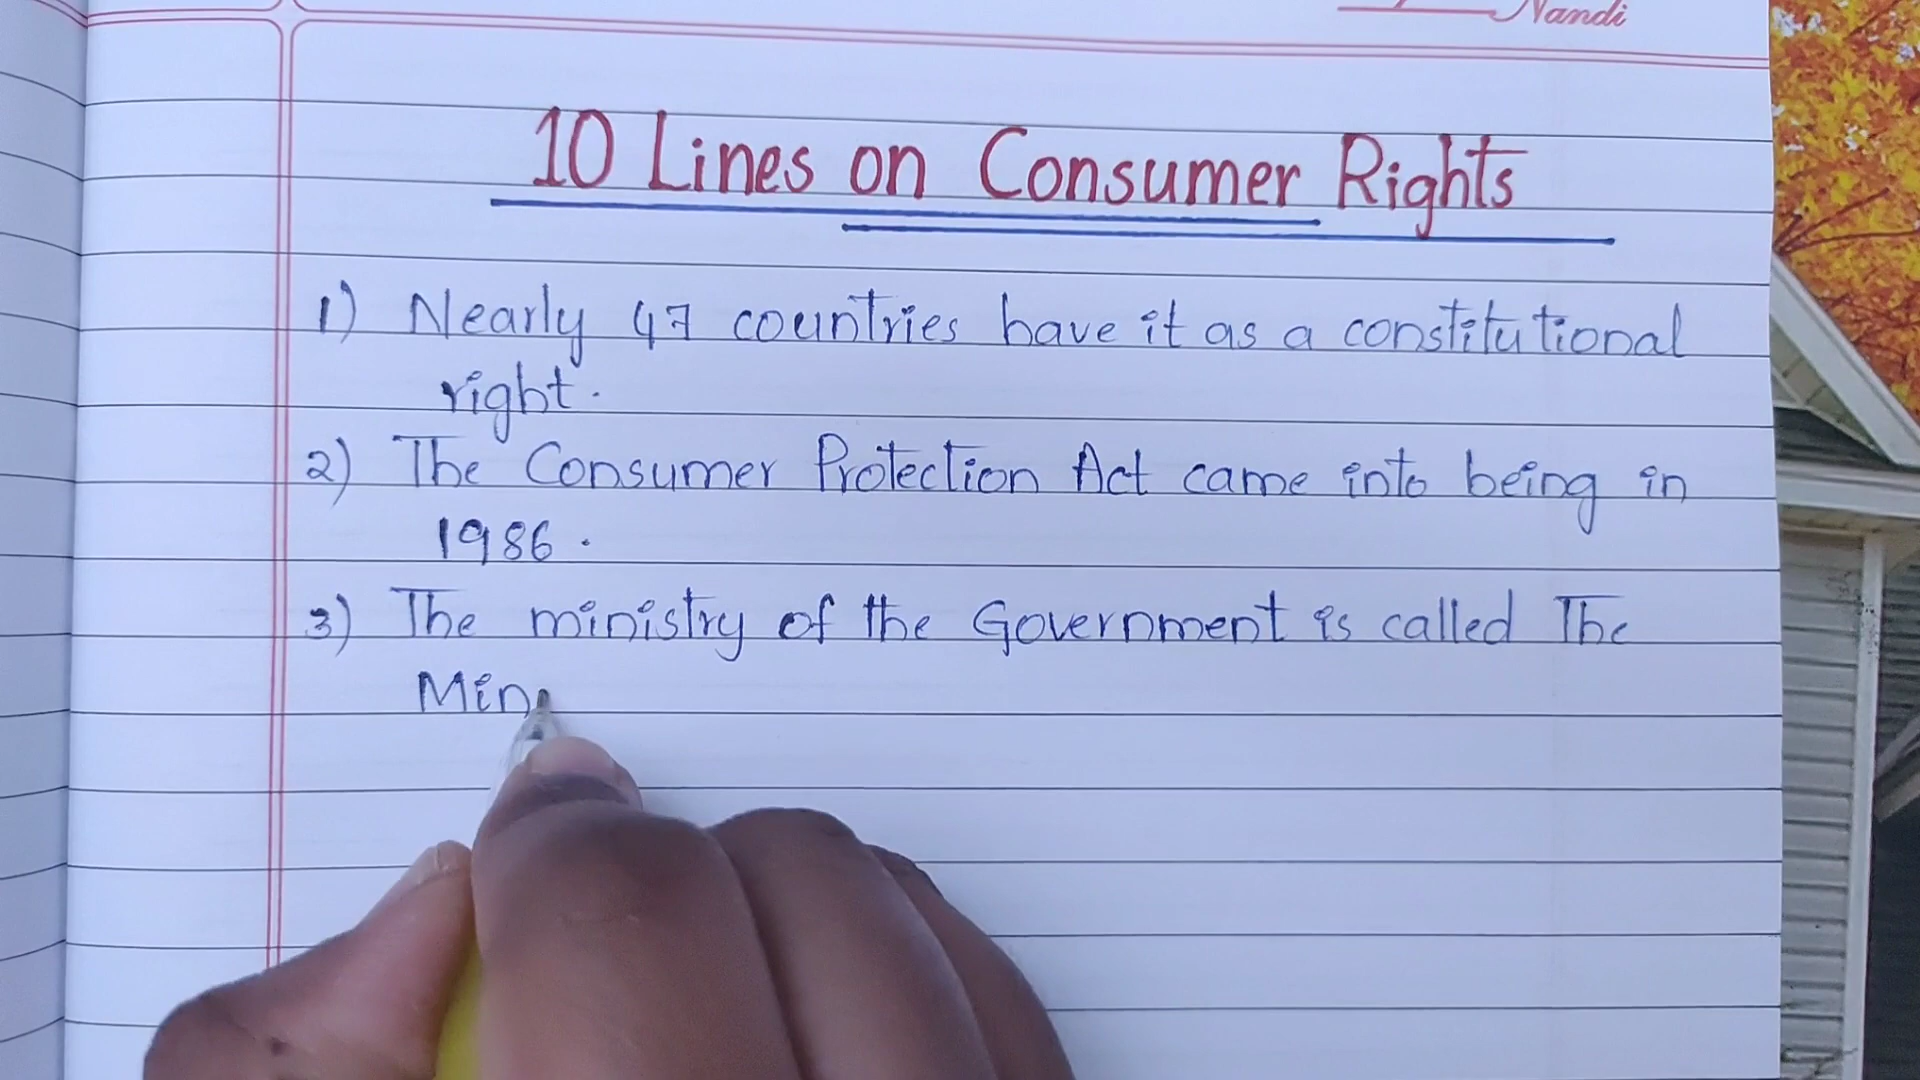 Nandi
10 Lines on Consumer Rights
1) Nearly 47 countries have it as a constitutional
right.
2) The Consumer Protection Act came into being in
1986.
3) The ministry of the Government is called The
Min